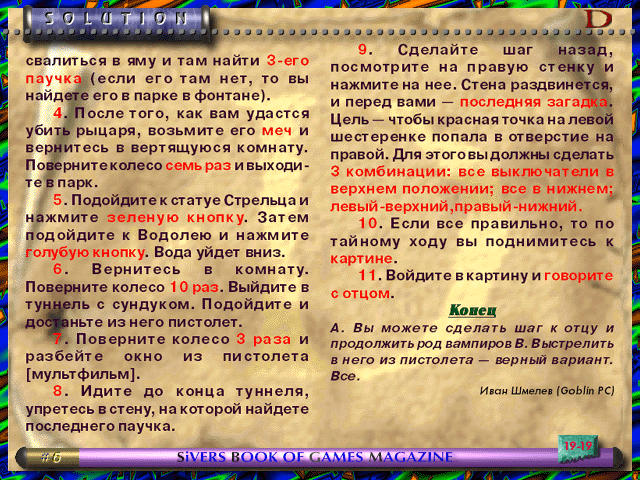 SOLUTION
D
свалиться в яму и там найти 3-его
паучка (если его там нет, то вы
найдете его в парке в фонтане).
4. После того, как вам удастся
убить рыцаря, возьмите его меч и
вернитесь в вертящуюся комнату.
Поверните колесо семь раз и выходи-
те в парк.
5. Подойдите к статуе Стрельца и
нажмите зеленую кнопку. Затем
подойдите к Водолею и нажмите
голубую кнопку. Вода уйдет вниз.
6. Вернитесь в комнату.
Поверните колесо 10 раз. Выйдите в
туннель с сундуком. Подойдите и
достаньте из него пистолет.
7. Поверните колесо 3 раза и
разбейте окно из пистолета
[мультфильм].
8. Идите до конца туннеля,
упретесь в стену, на которой найдете
последнего паучка.
9. Сделайте шаг назад,
посмотрите на правую стенку и
нажмите на нее. Стена раздвинется,
и перед вами — последняя загадка.
Цель — чтобы красная точка на левой
шестеренке попала в отверстие на
правой. Для этого вы должны сделать
3 комбинации: все выключатели в
верхнем положении; все в нижнем;
левый-верхний,правый-нижний.
10. Если все правильно, то по
тайному ходу вы поднимитесь к
картине.
11. Войдите в картину и говорите
с отцом.
Конец
А. Вы можете сделать шаг к отцу и
продолжить род вампиров В. Выстрелить
в него из пистолета — верный вариант.
Все.
Иван Шмелев (Goblin PC)
#6
SiVERS BOOK OF GAMES MAGAZINE
19-19